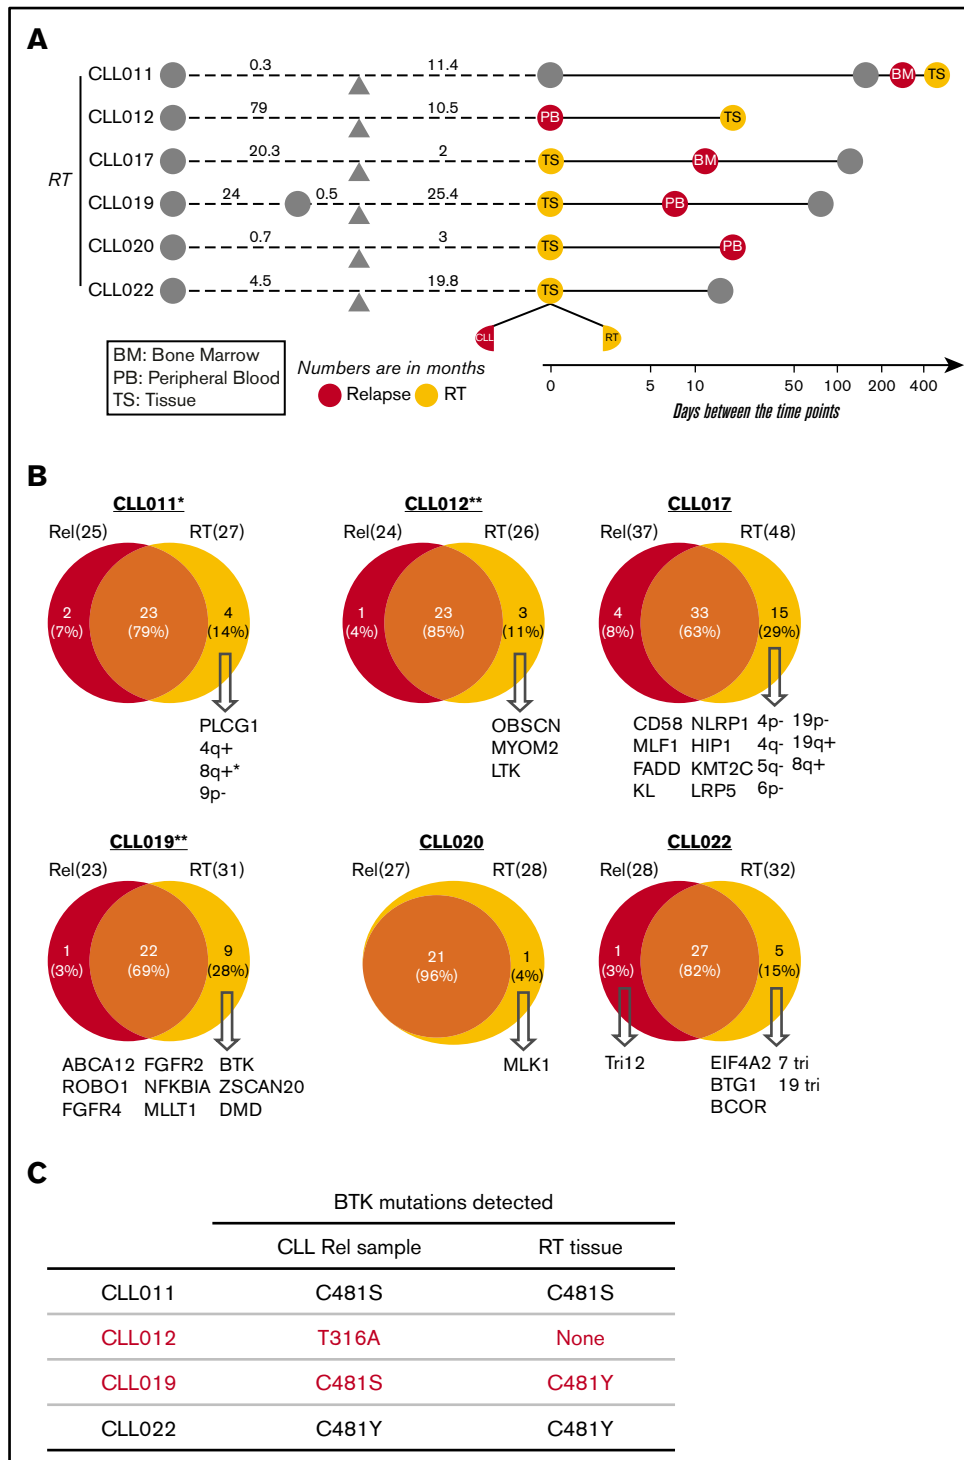 A
CLL011 0.3 11.4 BM TS
CLL012 79 10.5 PB TS
CLL017 20.3 2 TS BM
RT
CLL019 24 0.5 25.4 TS PB
CLL020 0.7 3 TS PB
CLL022 4.5 19.8 TS
CLL RT
BM: Bone Marrow
PB: Peripheral Blood
TS: Tissue
Numbers are in months
Relapse RT
0 5 10 50 100 200 400
Days between the time points
B
CLL011* CLL012** CLL017
Rel(25) RT(27) Rel(24) RT(26) Rel(37) RT(48)
2 23 4 1 23 3 4 33 15
(7%) (79%) (14%) (4%) (85%) (11%) (8%) (63%) (29%)
PLCG1
4q+
8q+*
9p-
OBSCN
MYOM2
LTK
CD58 NLRP1 4p- 19p-
MLF1 HIP1 4q- 19q+
FADD KMT2C 5q- 8q+
KL LRP5 6p-
CLL019** CLL020 CLL022
Rel(23) RT(31) Rel(27) RT(28) Rel(28) RT(32)
1 22 9 21 1 1 27 5
(3%) (69%) (28%) (96%) (4%) (3%) (82%) (15%)
ABCA12 FGFR2 BTK
ROBO1 NFKBIA ZSCAN20
FGFR4 MLLT1 DMD
MLK1
Tri12
EIF4A2 7 tri
BTG1 19 tri
BCOR
C
BTK mutations detected
CLL Rel sample RT tissue
CLL011 C481S C481S
CLL012 T316A None
CLL019 C481S C481Y
CLL022 C481Y C481Y